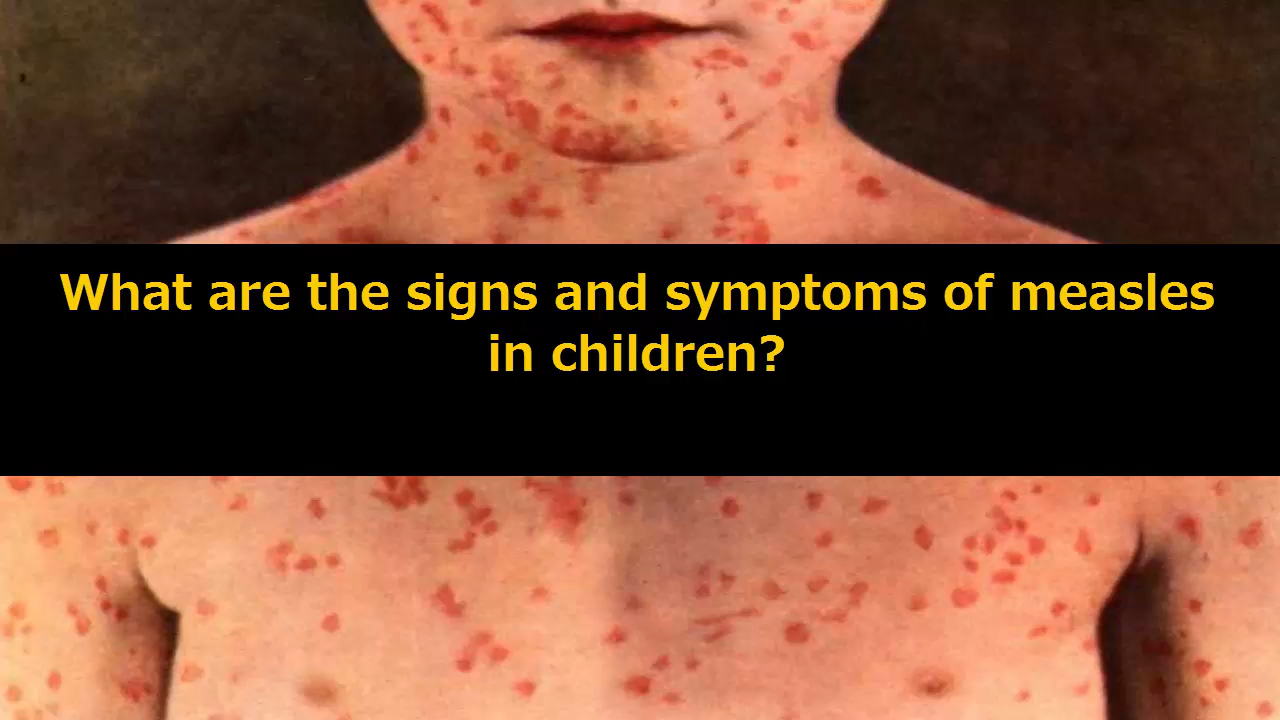 What are the signs and symptoms of measles
in children?